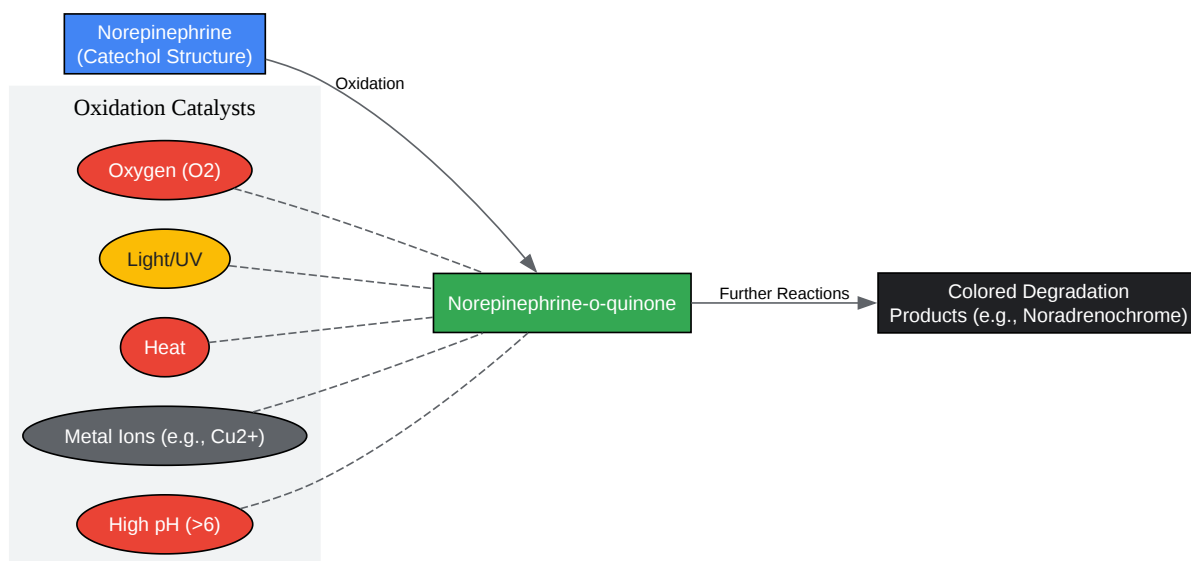 Norepinephrine
(Catechol Structure)
Oxidation
Oxidation Catalysts
Oxygen (O2)
Light/UV
Heat
Metal Ions (e.g., Cu2+)
High pH (>6)
Norepinephrine-o-quinone
Further Reactions
Colored Degradation
Products (e.g., Noradrenochrome)